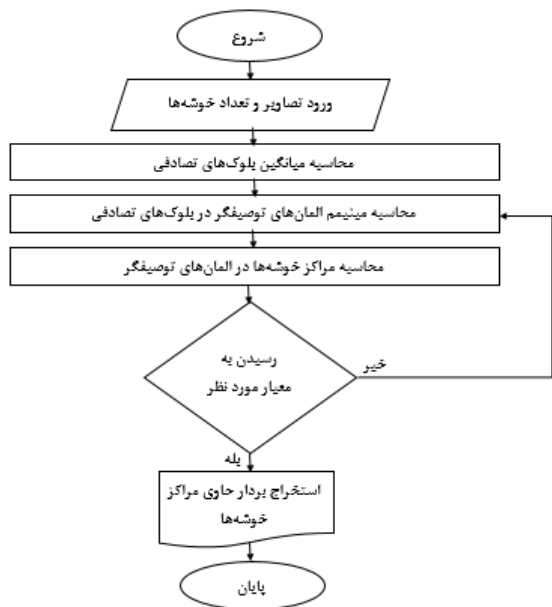 شروع
ورود تصاویر و تعداد خوشه‌ها
محاسبه میانگین بلوک‌های تصادفی
محاسبه مینیمم المان‌های توصیفگر در بلوک‌های تصادفی
محاسبه مراکز خوشه‌ها در المان‌های توصیفگر
رسیدن به
معیار مورد نظر
خیر
بله
استخراج بردار حاوی مراکز
خوشه‌ها
پایان